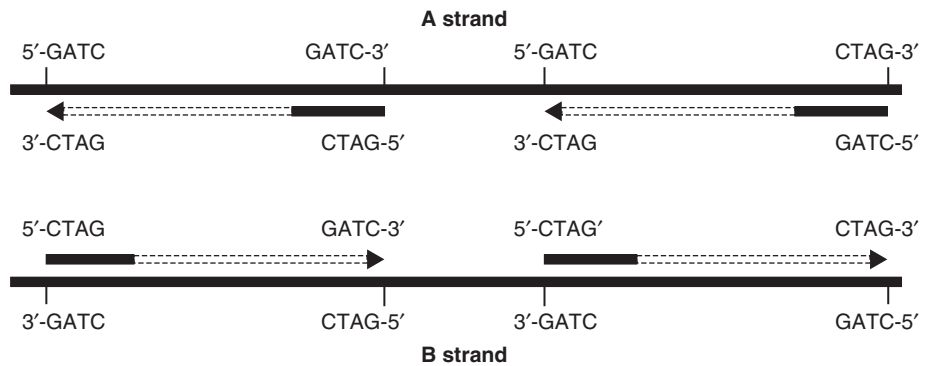 A strand
5′-GATC GATC-3′ 5′-GATC CTAG-3′
3′-CTAG CTAG-5′ 3′-CTAG GATC-5′
5′-CTAG GATC-3′ 5′-CTAG′ CTAG-3′
3′-GATC CTAG-5′ 3′-GATC GATC-5′
B strand